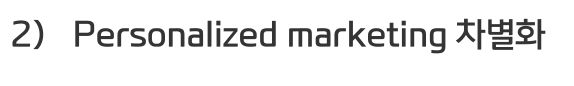 2) Personalized marketing 차별화